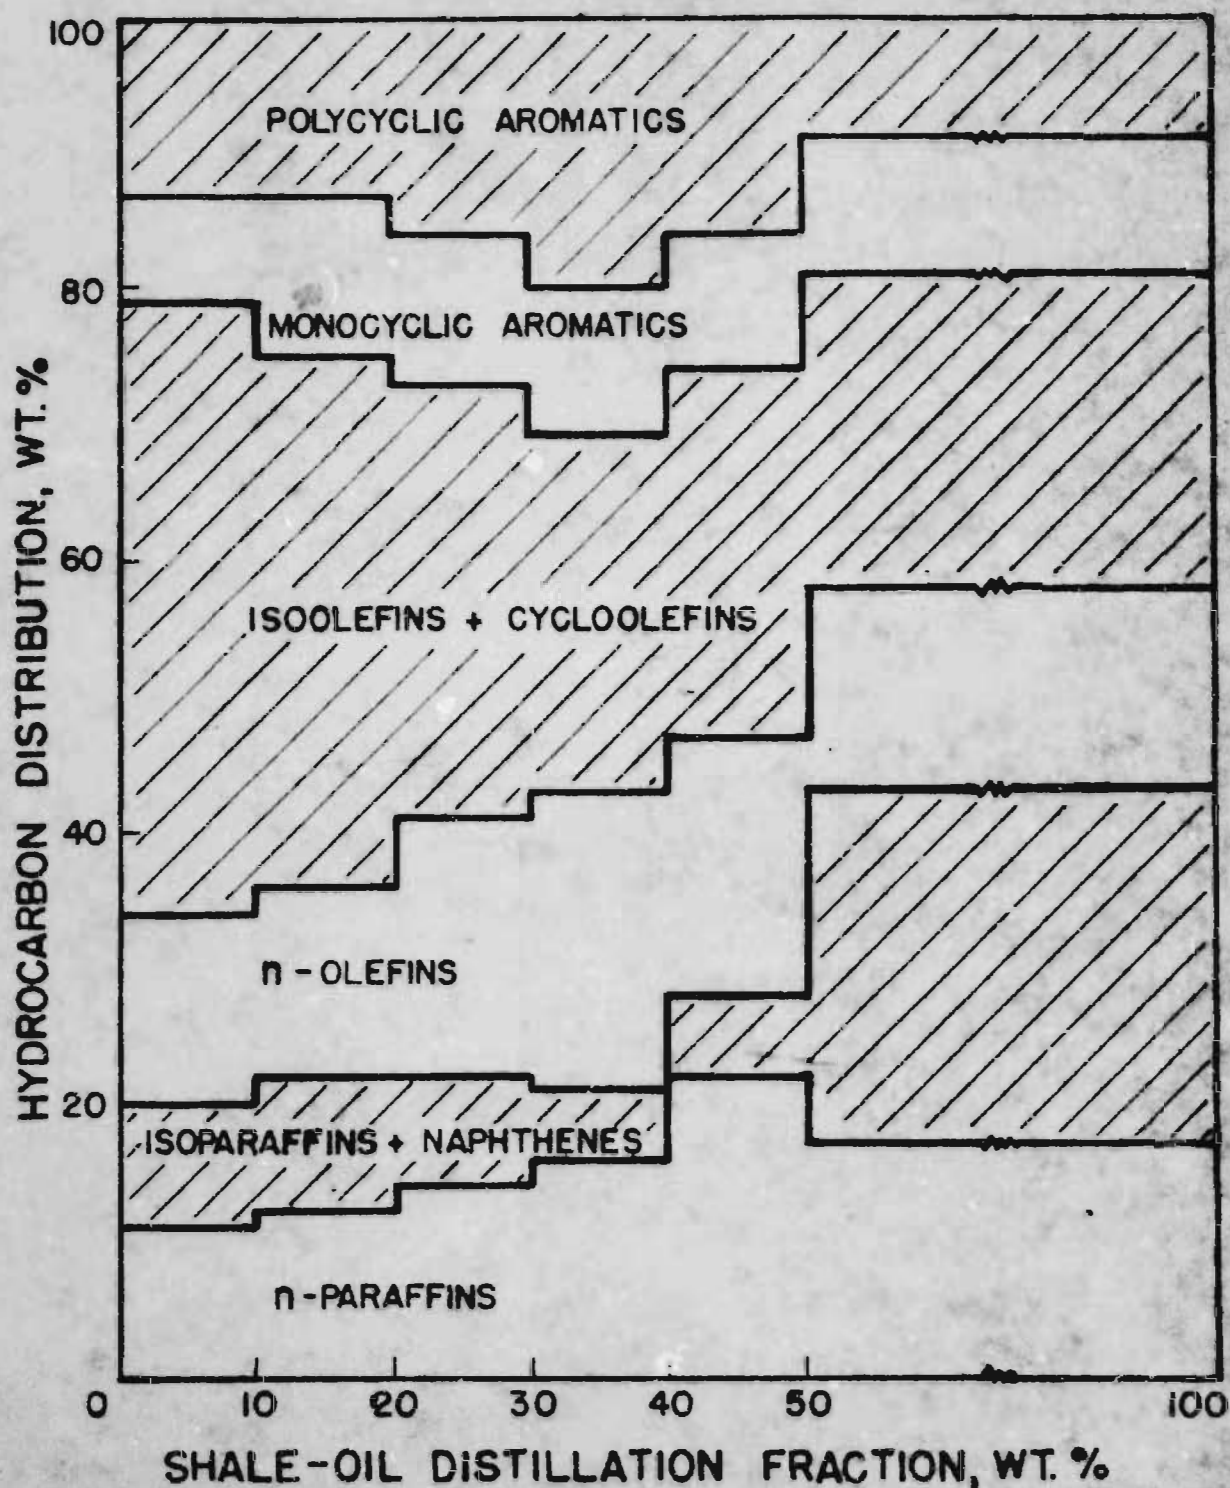 100
POLYCYCLIC AROMATICS
80
MONOCYCLIC AROMATICS
60
ISOOLEFINS + CYCLOOLEFINS
40
n-OLEFINS
20
ISOPARAFFINS + NAPHTHENES
n-PARAFFINS
0 10 20 30 40 50 100
SHALE-OIL DISTILLATION FRACTION, WT. %
HYDROCARBON DISTRIBUTION, WT. %